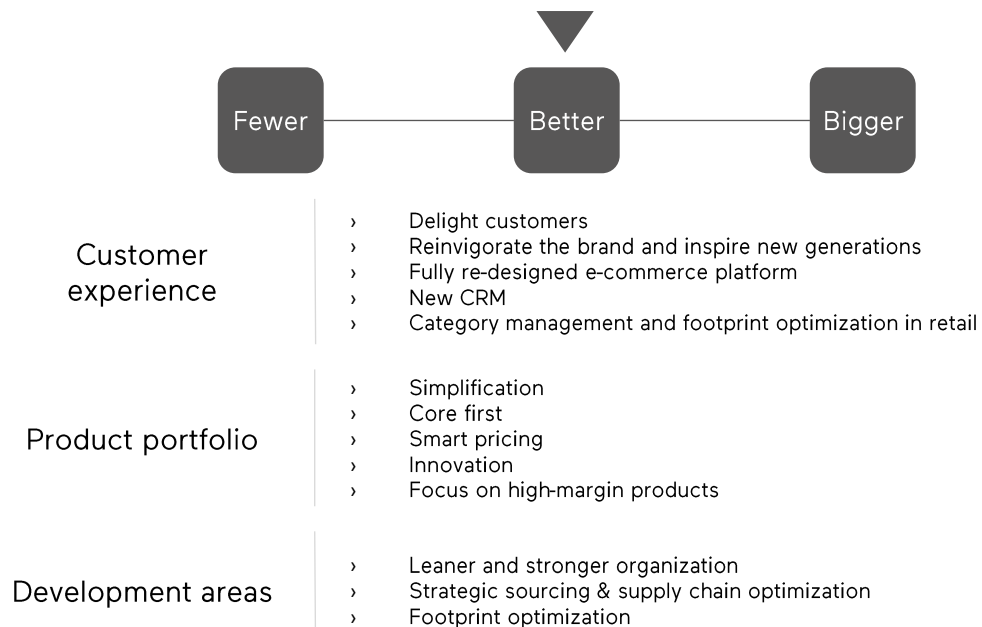 Fewer
Better
Bigger
Customer
experience
› Delight customers
› Reinvigorate the brand and inspire new generations
› Fully re-designed e-commerce platform
› New CRM
› Category management and footprint optimization in retail
Product portfolio
› Simplification
› Core first
› Smart pricing
› Innovation
› Focus on high-margin products
Development areas
› Leaner and stronger organization
› Strategic sourcing & supply chain optimization
› Footprint optimization